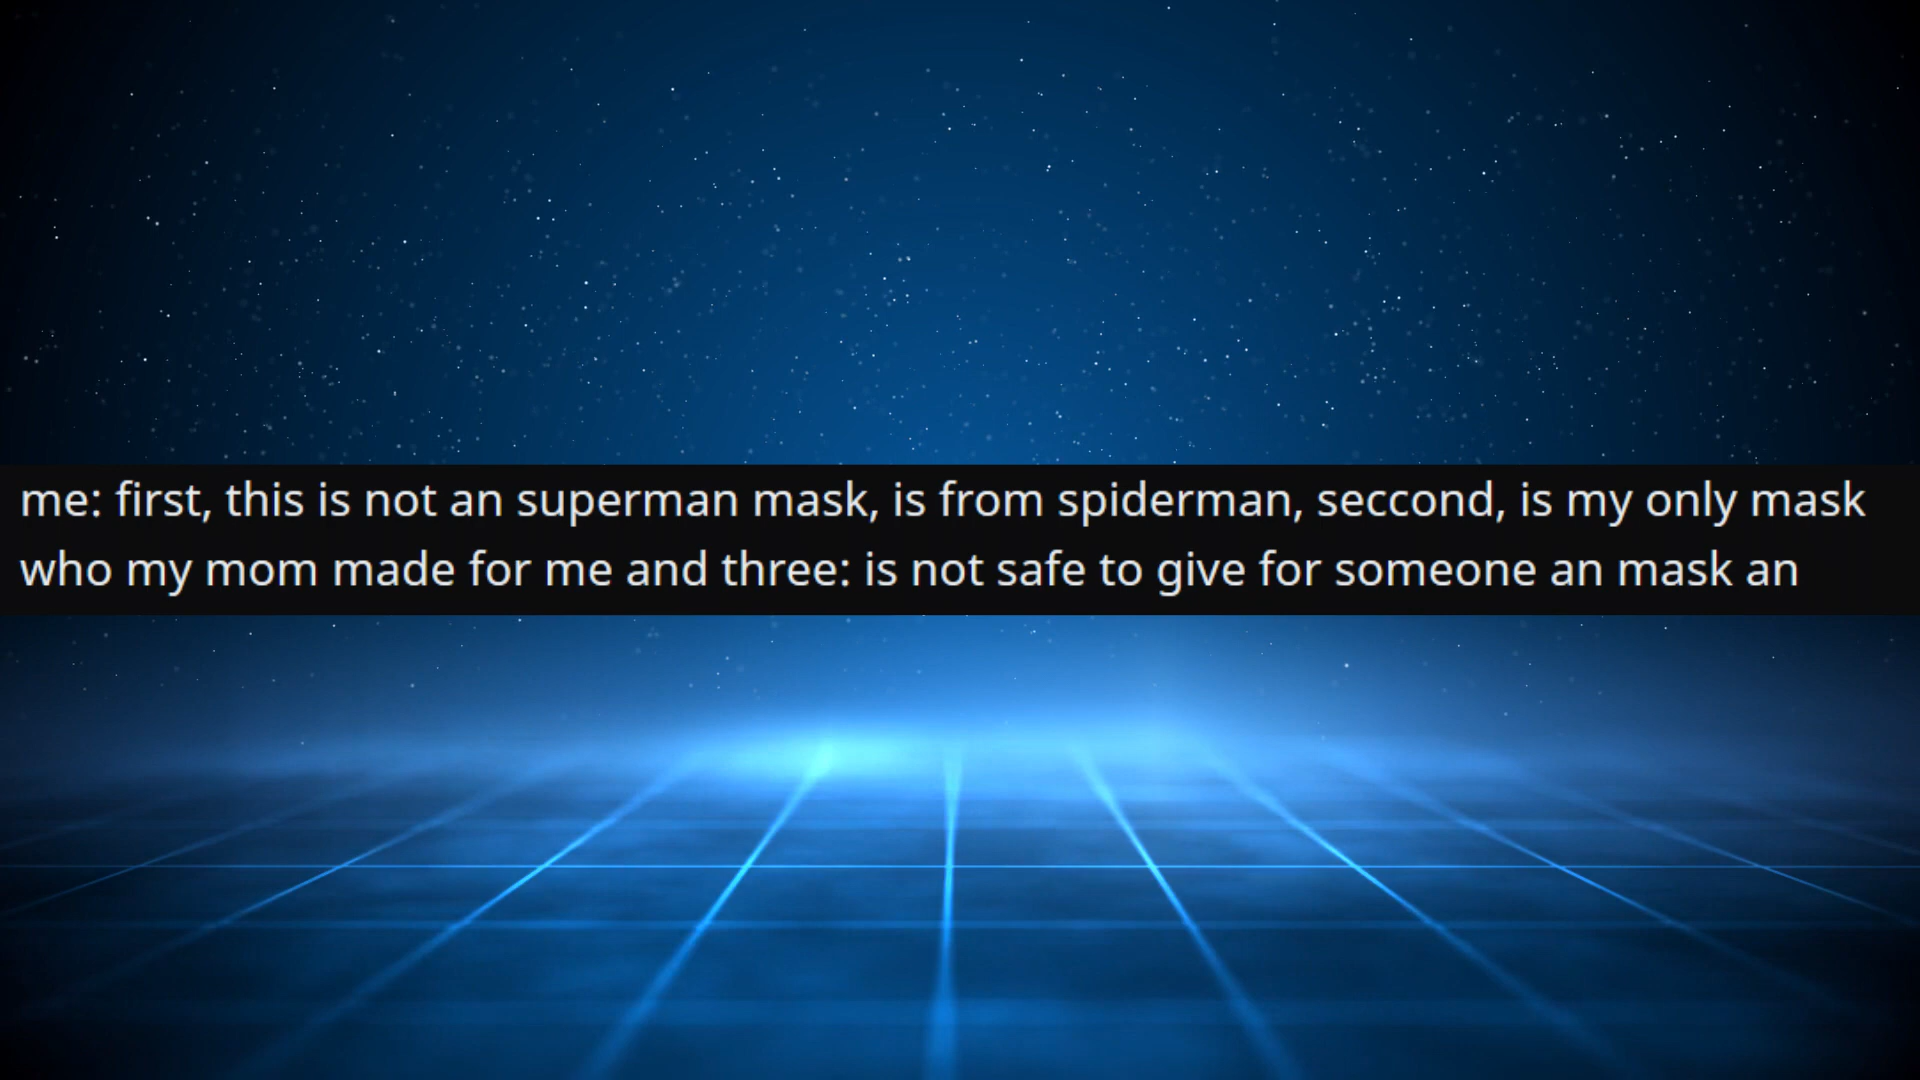 me: first, this is not an superman mask, is from spiderman, seccond, is my only mask
who my mom made for me and three: is not safe to give for someone an mask an